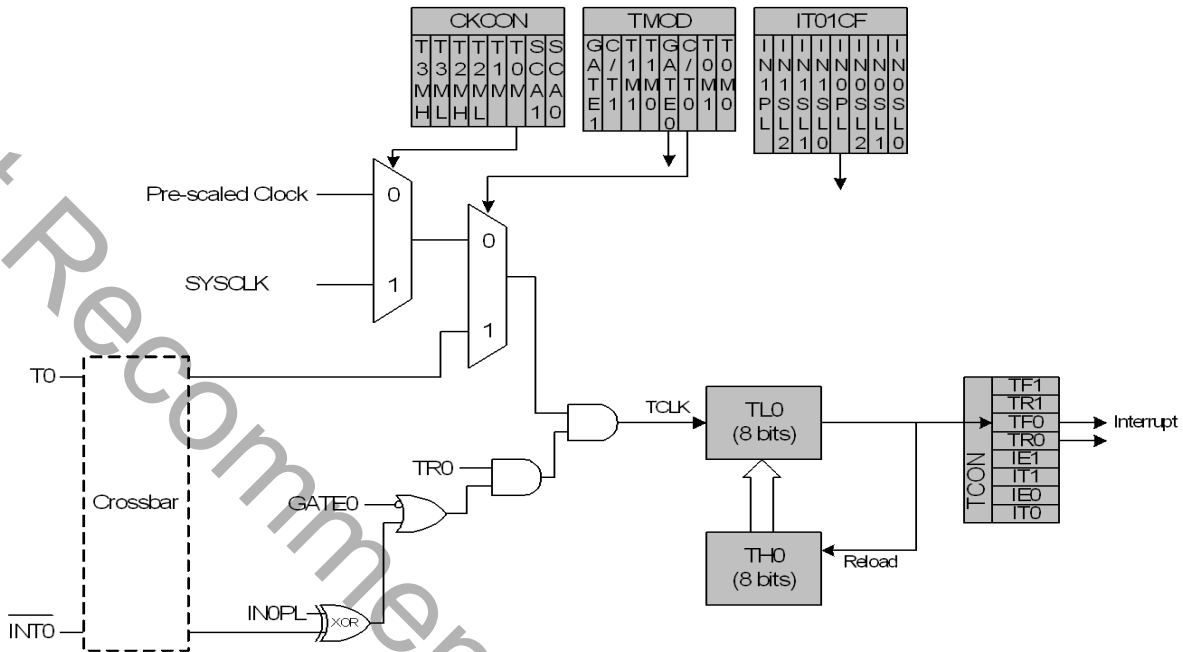 CKCON
T3MH T3ML T2MH T2ML T1M T0M SCA1 SCA0
TMOD
GATE1 C/T1 T1M1 T1M0 GATE0 C/T0 T0M1 T0M0
IT01CF
IN1PL IN1SL2 IN1SL1 IN1SL0 IN0PL IN0SL2 IN0SL1 IN0SL0
Pre-scaled Clock
0
SYSCLK
1
0
1
T0
Crossbar
INT0
TR0
GATE0
IN0PL
XOR
TCLK
TL0
(8 bits)
TH0
(8 bits)
Reload
TCON
TF1
TR1
TF0
TR0
IE1
IT1
IE0
IT0
Interrupt
Recommen